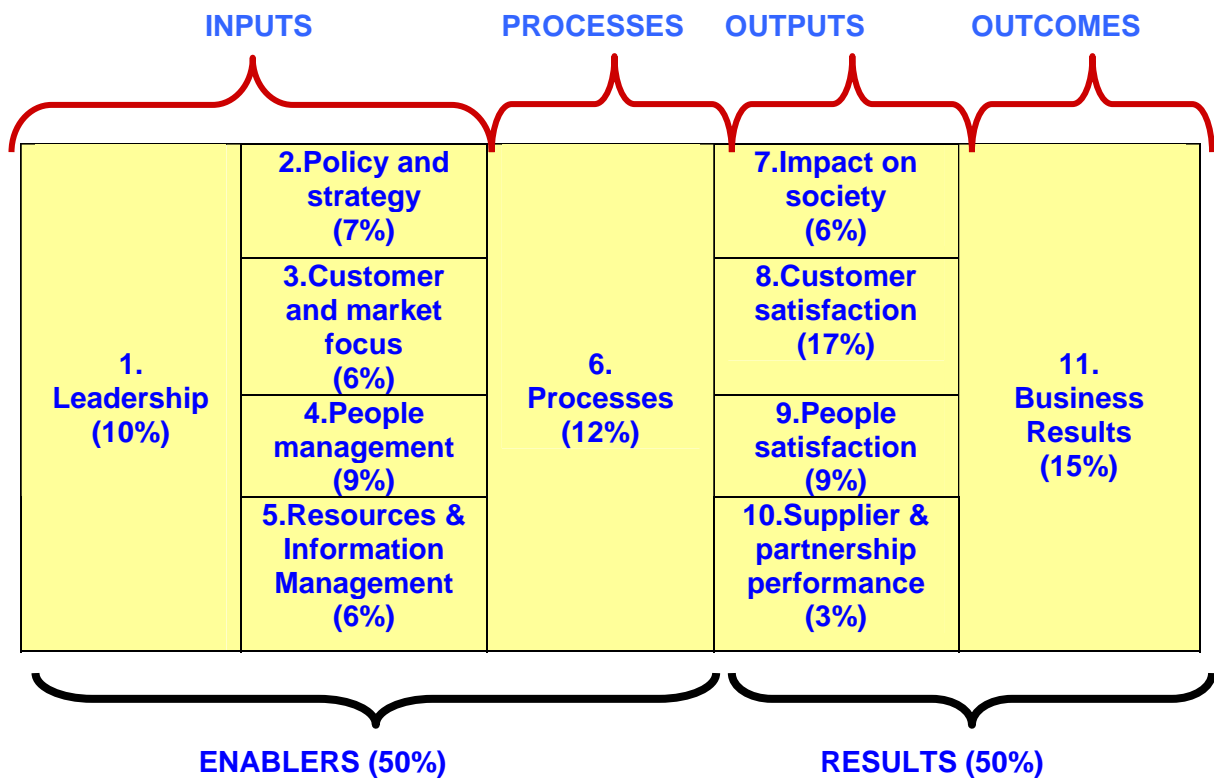 INPUTS
PROCESSES
OUTPUTS
OUTCOMES
1.
Leadership
(10%)
2.Policy and
strategy
(7%)
3.Customer
and market
focus
(6%)
4.People
management
(9%)
5.Resources &
Information
Management
(6%)
6.
Processes
(12%)
7.Impact on
society
(6%)
8.Customer
satisfaction
(17%)
9.People
satisfaction
(9%)
10.Supplier &
partnership
performance
(3%)
11.
Business
Results
(15%)
ENABLERS (50%)
RESULTS (50%)